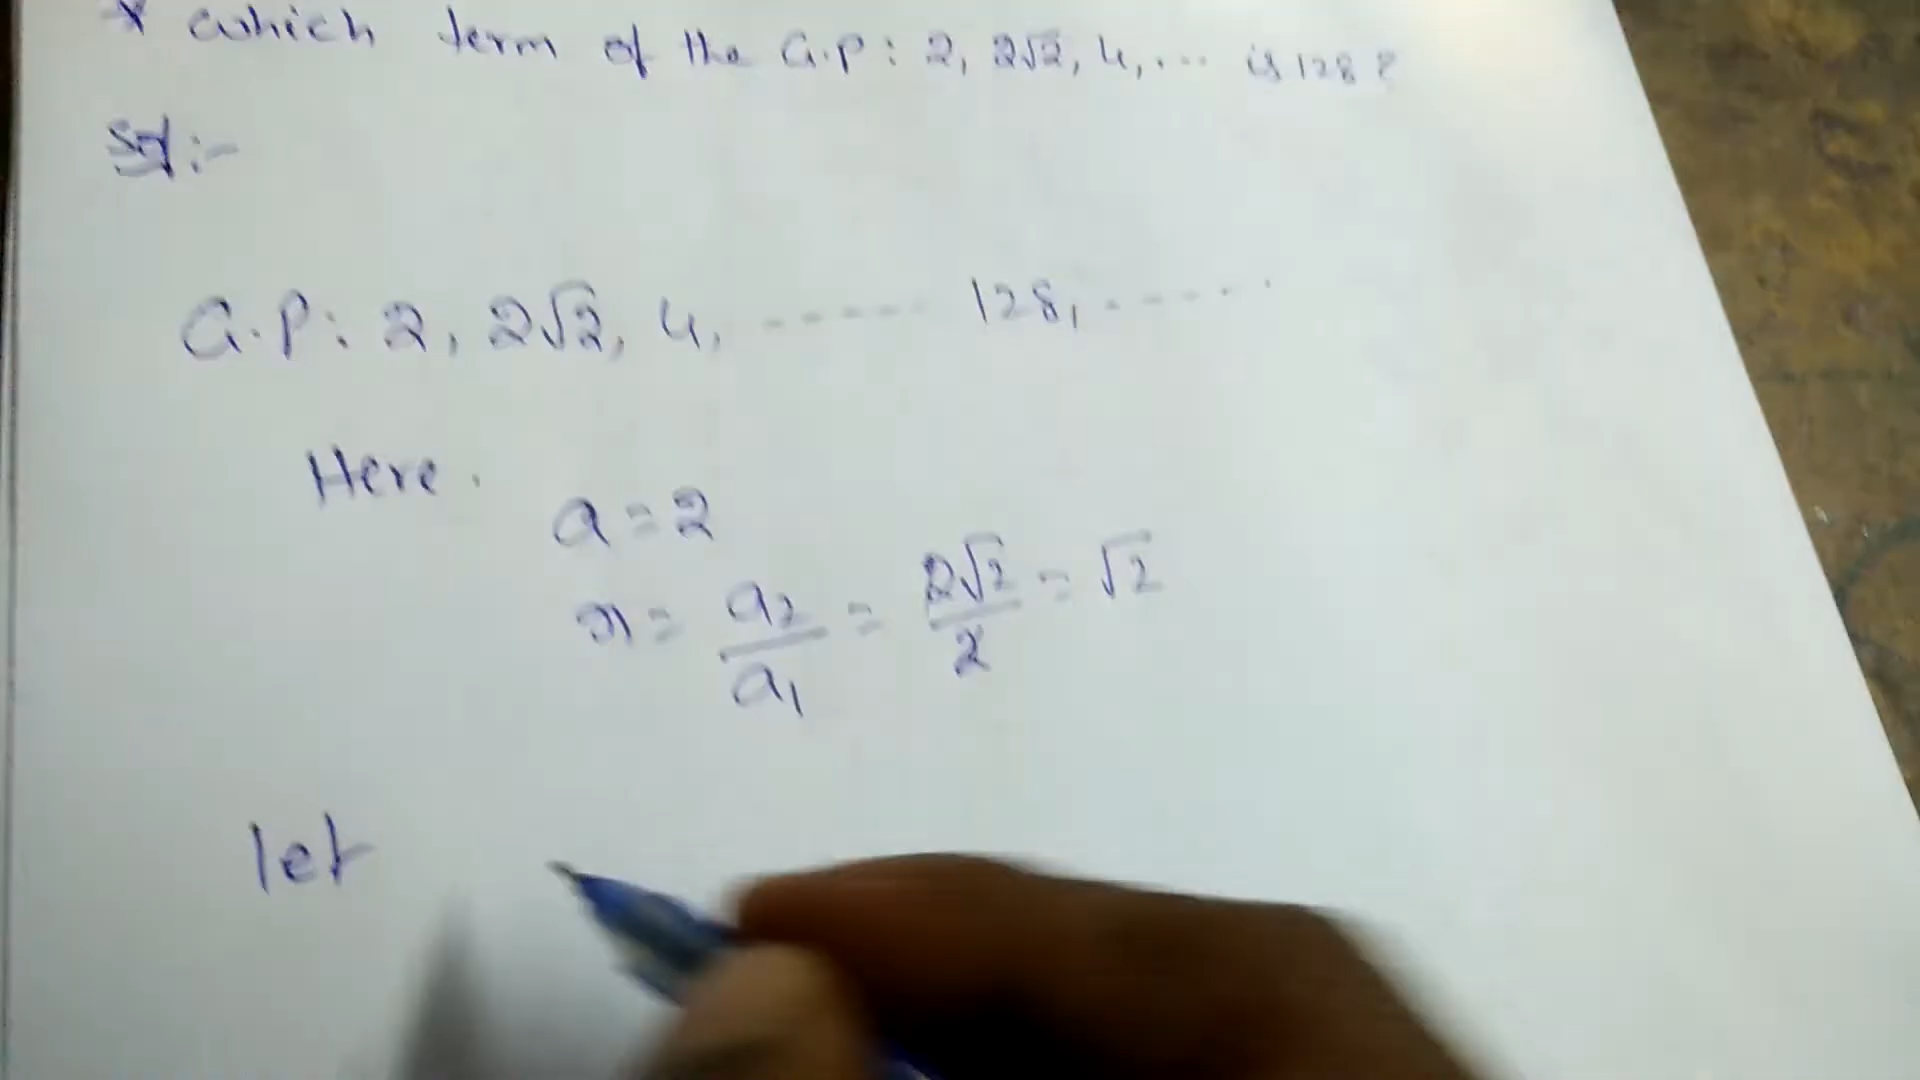 * Which term of the G.P : 2, 2√2, 4, ... is 128 ?
Sol :-
G.P : 2, 2√2, 4, ------ 128, ------
Here.
a = 2
r = a2/a1 = 2√2/2 = √2
let